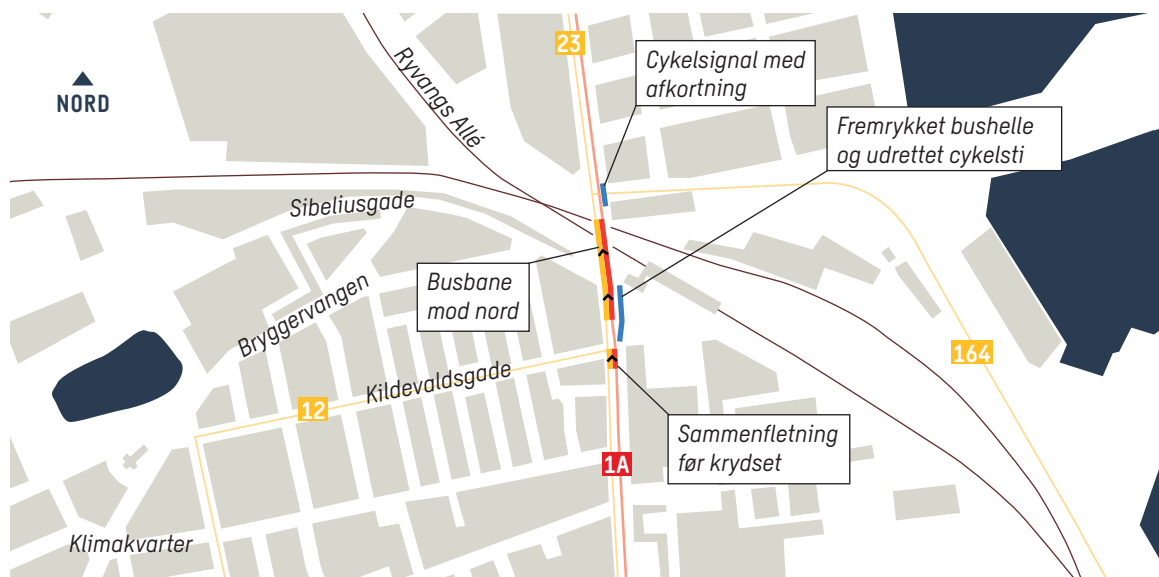 23
Cykelsignal med
afkortning
NORD
Ryvangs Allé
Fremrykket bushelle
og udrettet cykelsti
Sibeliusgade
Busbane
mod nord
Bryggervangen
164
Kildevaldsgade
12
Sammenfletning
før krydset
1A
Klimakvarter